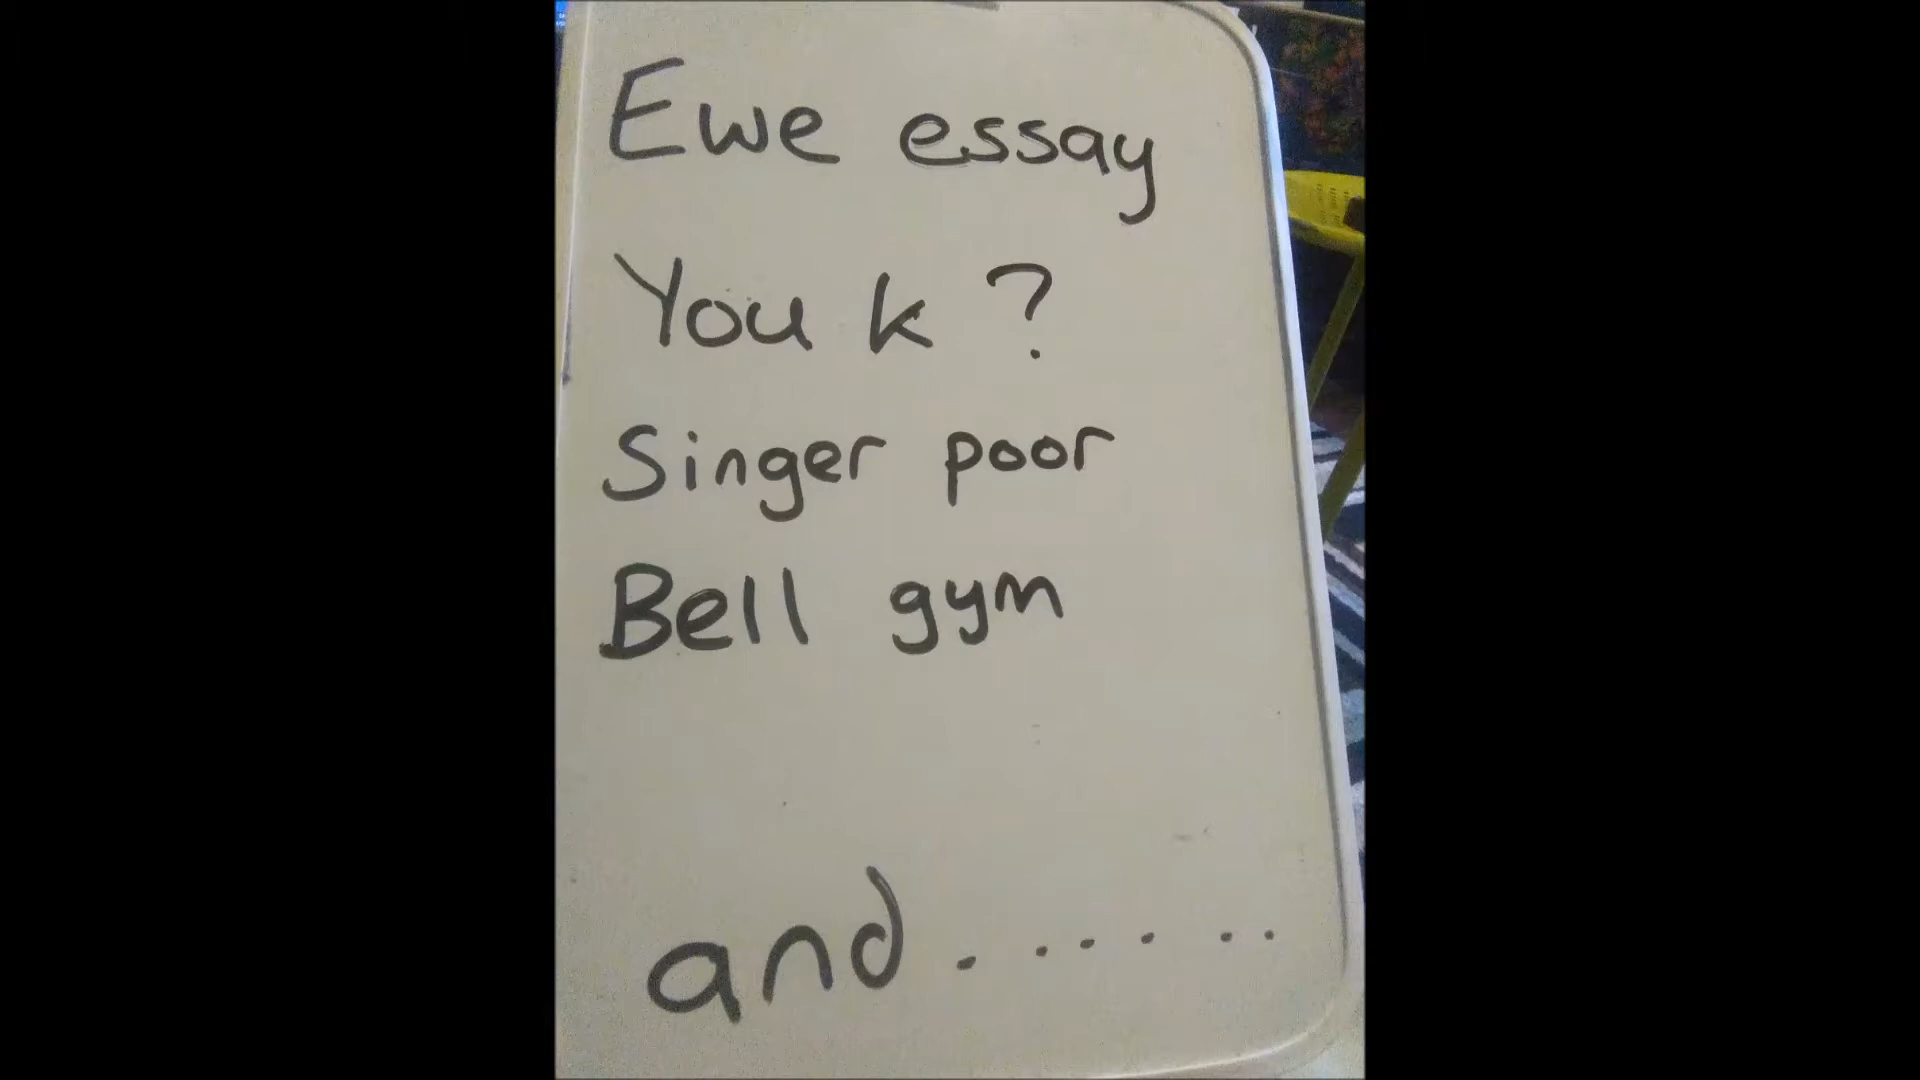 Ewe essay
You k ?
Singer poor
Bell gym
and . . . . . .